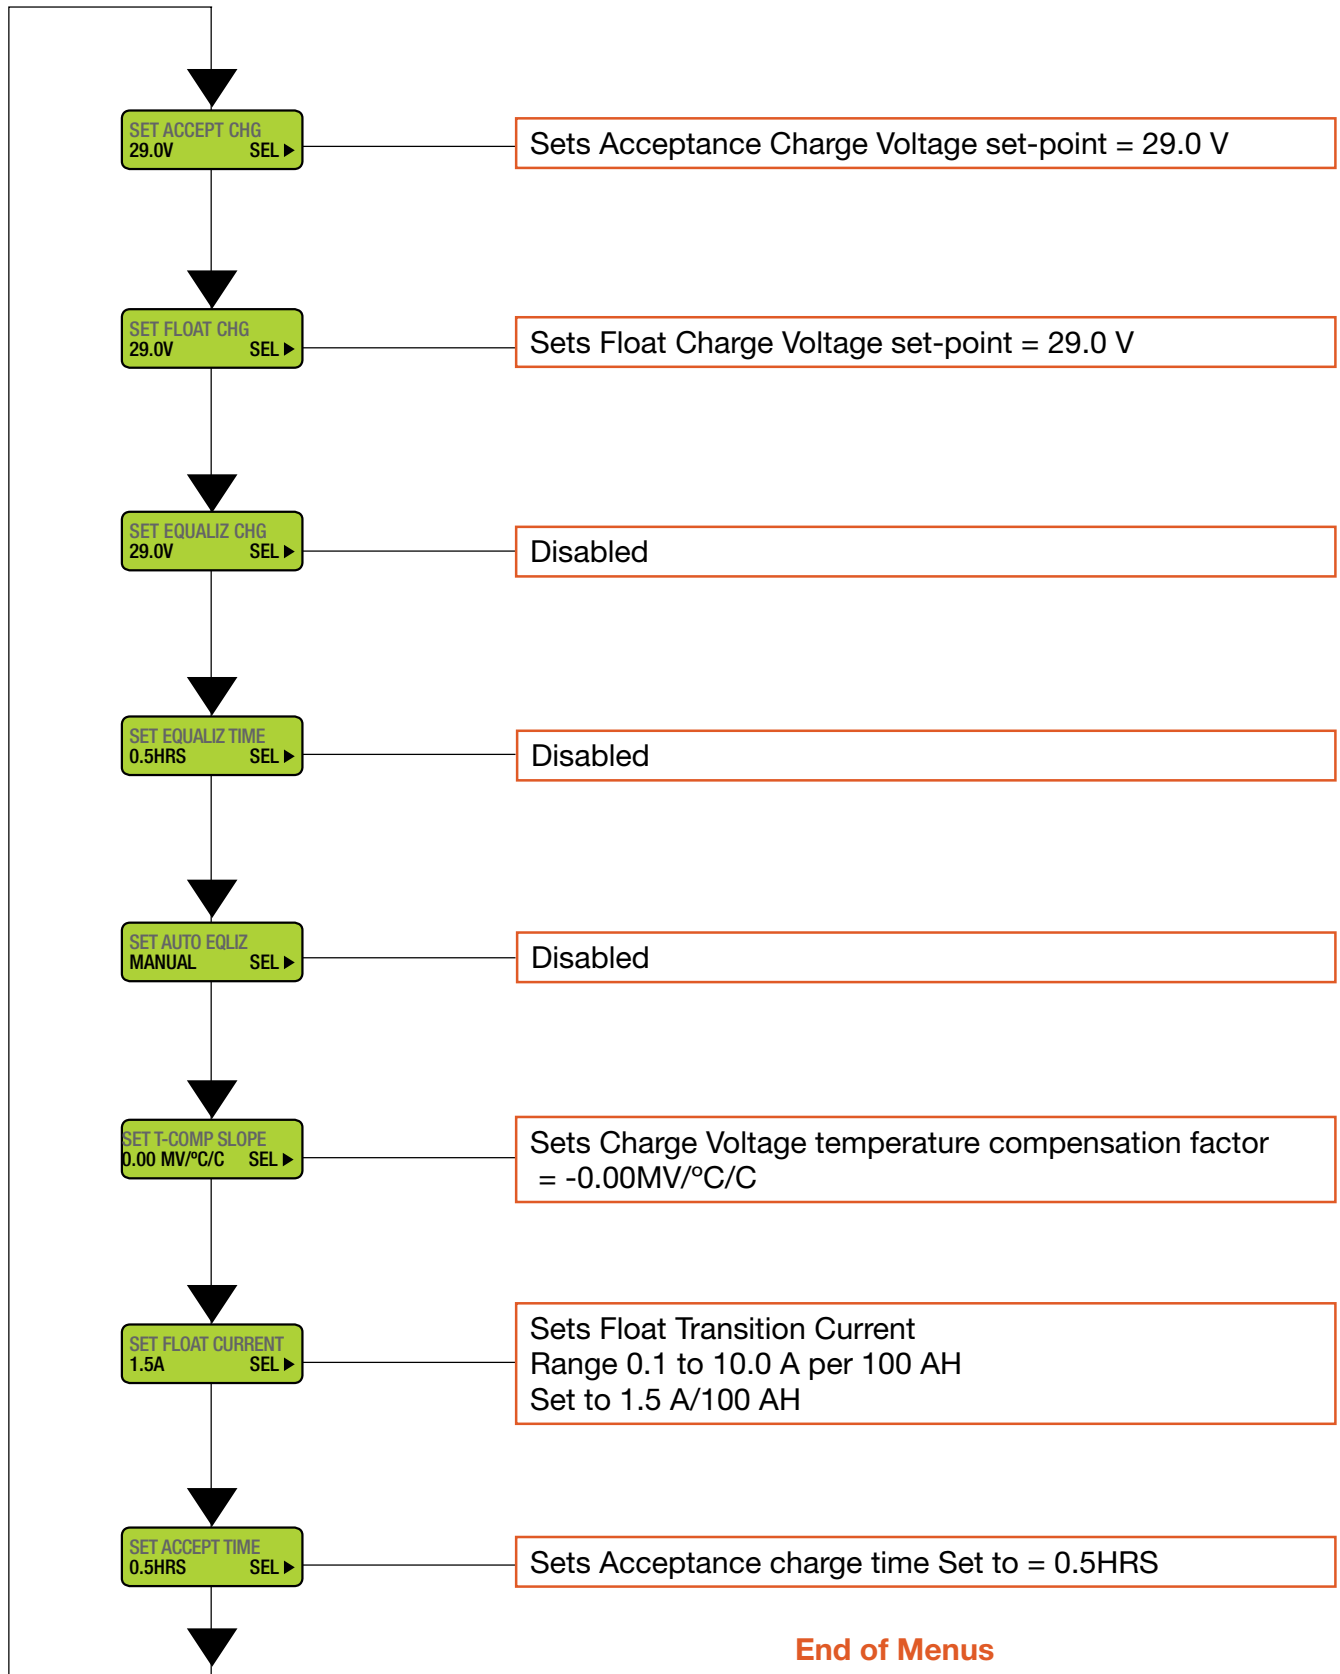 SET ACCEPT CHG
29.0V SEL ▶
Sets Acceptance Charge Voltage set-point = 29.0 V
SET FLOAT CHG
29.0V SEL ▶
Sets Float Charge Voltage set-point = 29.0 V
SET EQUALIZ CHG
29.0V SEL ▶
Disabled
SET EQUALIZ TIME
0.5HRS SEL ▶
Disabled
SET AUTO EQLIZ
MANUAL SEL ▶
Disabled
SET T-COMP SLOPE
0.00 MV/ºC/C SEL ▶
Sets Charge Voltage temperature compensation factor
= -0.00MV/ºC/C
SET FLOAT CURRENT
1.5A SEL ▶
Sets Float Transition Current
Range 0.1 to 10.0 A per 100 AH
Set to 1.5 A/100 AH
SET ACCEPT TIME
0.5HRS SEL ▶
Sets Acceptance charge time Set to = 0.5HRS
End of Menus